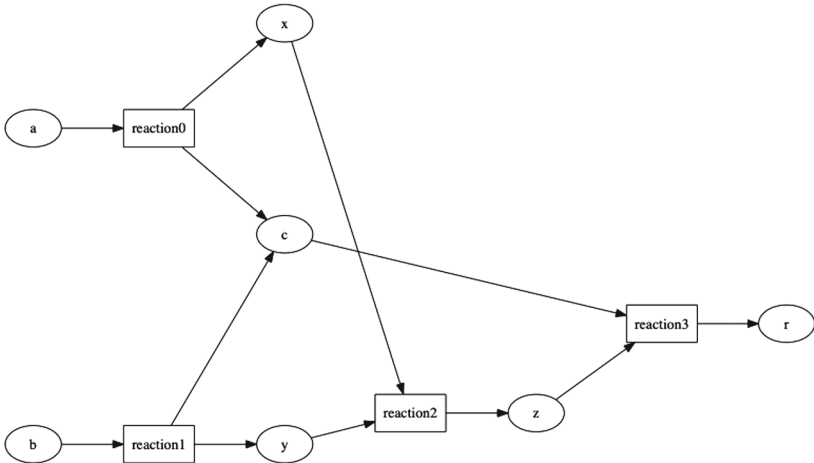 x
a
reaction0
c
reaction3
r
reaction2
z
b
reaction1
y